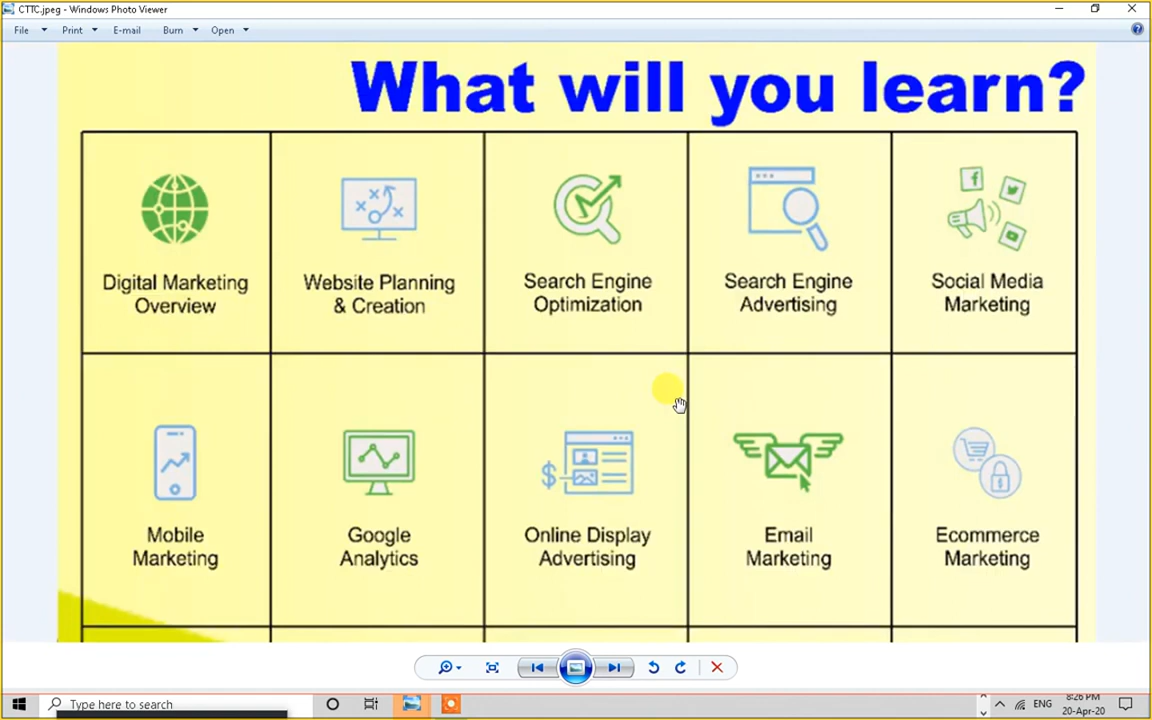 CTTC.jpeg - Windows Photo Viewer
File Print E-mail Burn Open
What will you learn?
Digital Marketing
Overview
Website Planning
& Creation
Search Engine
Optimization
Search Engine
Advertising
Social Media
Marketing
Mobile
Marketing
Google
Analytics
Online Display
Advertising
Email
Marketing
Ecommerce
Marketing
Type here to search
ENG
8:26 PM
20-Apr-20